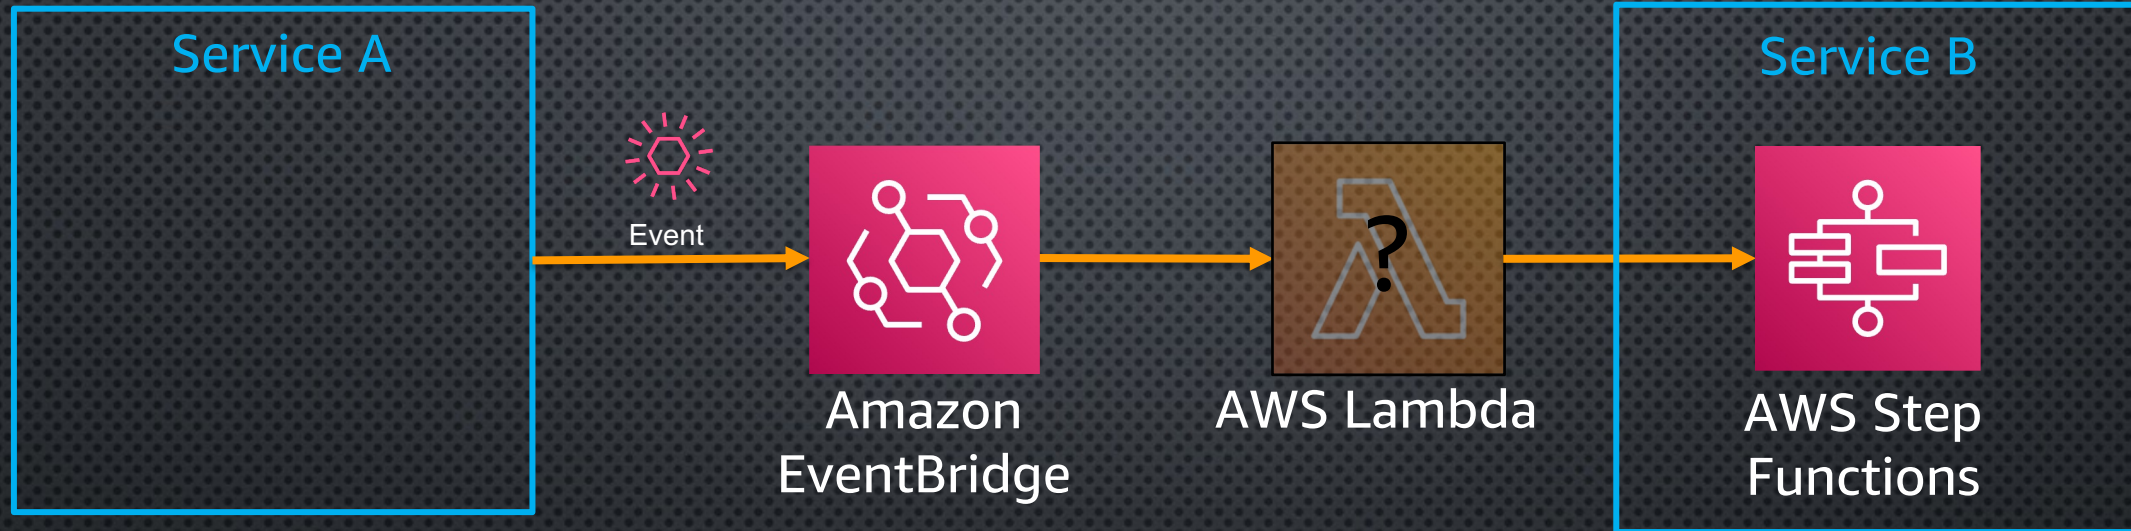 Service A
Event
Amazon
EventBridge
?
AWS Lambda
Service B
AWS Step
Functions